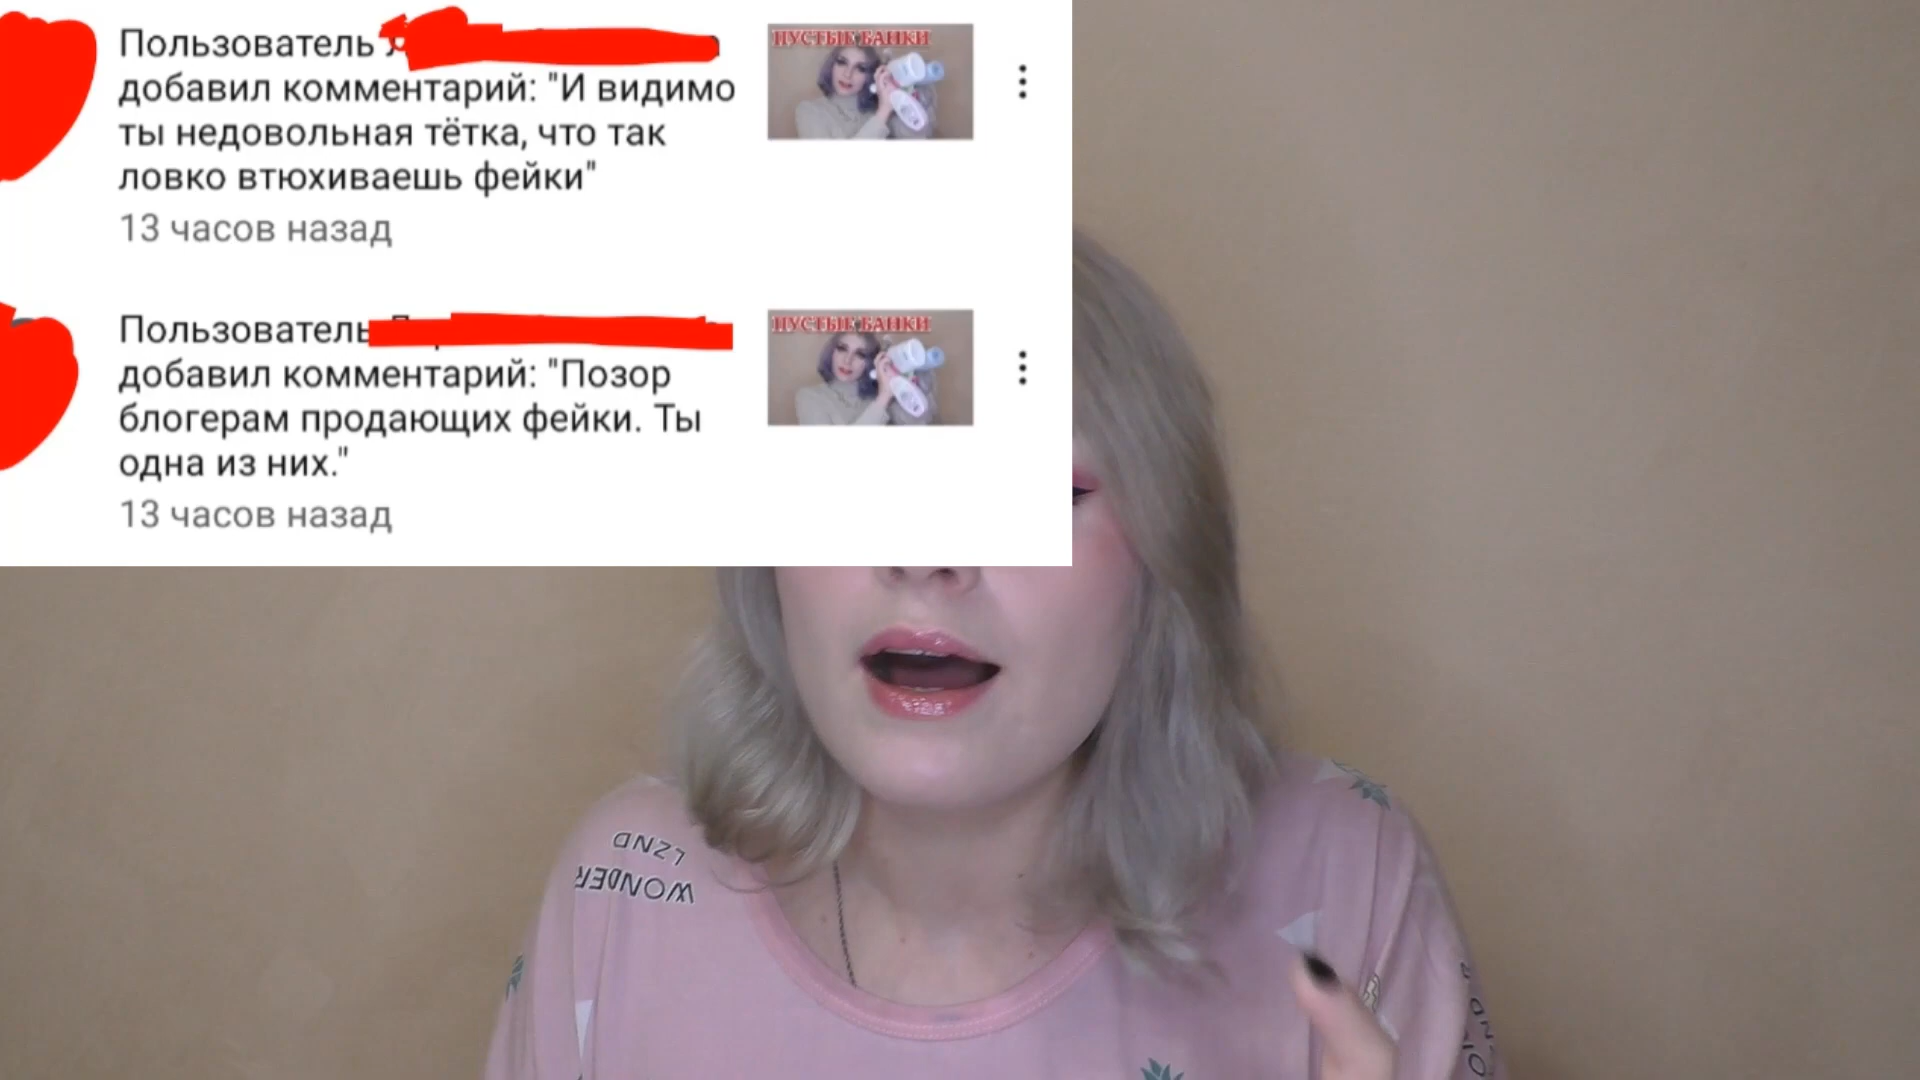 Пользователь
добавил комментарий: "И видимо
ты недовольная тётка, что так
ловко втюхиваешь фейки"
13 часов назад
ПУСТЫЕ БАНКИ
Пользователь
добавил комментарий: "Позор
блогерам продающих фейки. Ты
одна из них."
13 часов назад
ПУСТЫЕ БАНКИ
WONDER